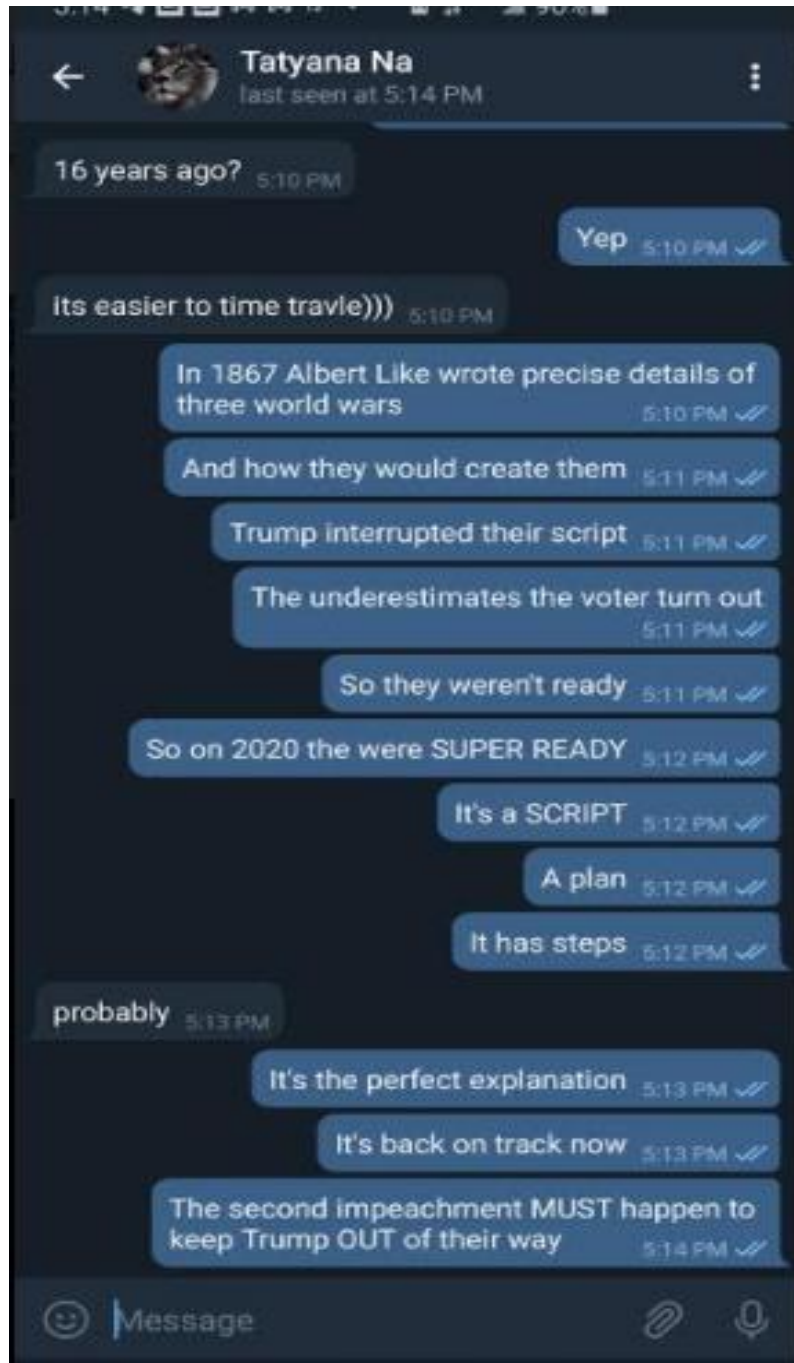 5:14
90%
Tatyana Na
last seen at 5:14 PM
16 years ago? 5:10 PM
Yep 5:10 PM
Its easier to time travle))) 5:10 PM
In 1867 Albert Like wrote precise details of
three world wars 5:10 PM
And how they would create them 5:11 PM
Trump interrupted their script 5:11 PM
The underestimates the voter turn out
5:11 PM
So they weren't ready 5:11 PM
So on 2020 the were SUPER READY 5:12 PM
It's a SCRIPT 5:12 PM
A plan 5:12 PM
It has steps 5:12 PM
probably 5:13 PM
It's the perfect explanation 5:13 PM
It's back on track now 5:13 PM
The second impeachment MUST happen to
keep Trump OUT of their way 5:14 PM
Message